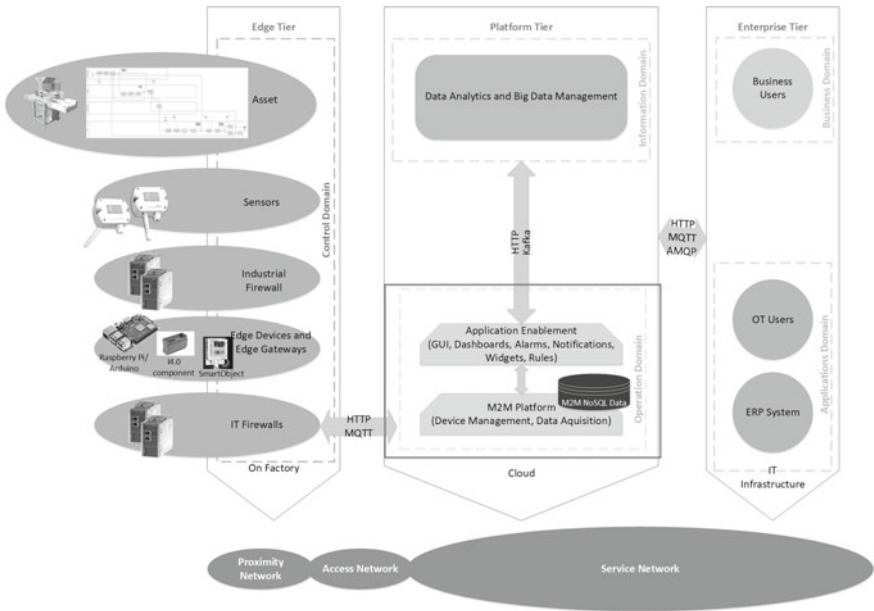 Edge Tier
Platform Tier
Enterprise Tier
Asset
Control Domain
Sensors
Industrial
Firewall
Edge Devices and
Edge Gateways
Raspberry Pi/
Arduino
I4.0
component
SmartObject
IT Firewalls
On Factory
HTTP
MQTT
Data Analytics and Big Data Management
Information Domain
HTTP
Kafka
Application Enablement
(GUI, Dashboards, Alarms, Notifications,
Widgets, Rules)
M2M NoSQL Data
M2M Platform
(Device Management, Data Aquisition)
Operation Domain
Cloud
HTTP
MQTT
AMQP
Business
Users
Business Domain
OT Users
ERP System
Applications Domain
IT
Infrastructure
Proximity
Network
Access Network
Service Network